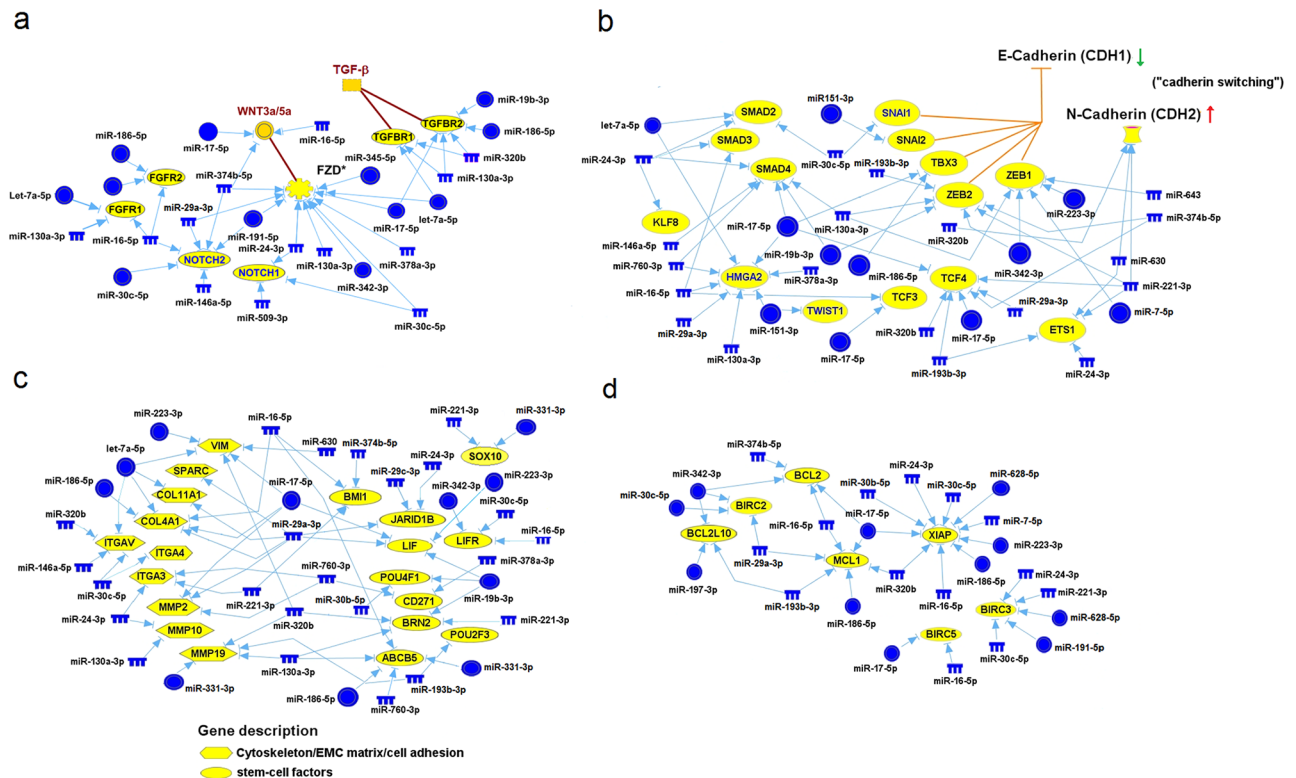 a
TGF-β
WNT3a/5a
miR-19b-3p
miR-186-5p
TGFBR2
miR-186-5p
miR-17-5p
miR-16-5p
TGFBR1
miR-320b
FZD*
miR-345-5p
FGFR2
miR-374b-5p
miR-130a-3p
Let-7a-5p
miR-29a-3p
let-7a-5p
FGFR1
miR-17-5p
miR-130a-3p
miR-16-5p
miR-191-5p
miR-24-3p
miR-378a-3p
NOTCH2
NOTCH1
miR-130a-3p
miR-342-3p
miR-30c-5p
miR-146a-5p
miR-509-3p
miR-30c-5p
b
E-Cadherin (CDH1) ↓
("cadherin switching")
N-Cadherin (CDH2) ↑
miR151-3p
let-7a-5p
SMAD2
SNAI1
SMAD3
SNAI2
miR-24-3p
miR-30c-5p
miR-193b-3p
TBX3
SMAD4
ZEB1
ZEB2
miR-643
miR-223-3p
miR-374b-5p
KLF8
miR-17-5p
miR-130a-3p
miR-320b
miR-146a-5p
miR-19b-3p
miR-342-3p
miR-630
miR-760-3p
HMGA2
miR-378a-3p
miR-186-5p
TCF4
miR-221-3p
miR-16-5p
TCF3
miR-29a-3p
miR-7-5p
TWIST1
miR-29a-3p
miR-151-3p
miR-320b
miR-17-5p
ETS1
miR-130a-3p
miR-17-5p
miR-193b-3p
miR-24-3p
c
miR-223-3p
miR-16-5p
miR-221-3p
miR-331-3p
let-7a-5p
VIM
miR-630
miR-374b-5p
miR-24-3p
SOX10
SPARC
miR-29c-3p
miR-223-3p
miR-186-5p
miR-17-5p
miR-342-3p
COL11A1
BMI1
miR-30c-5p
COL4A1
JARID1B
miR-320b
miR-29a-3p
miR-16-5p
ITGAV
ITGA4
LIF
LIFR
miR-146a-5p
miR-760-3p
miR-378a-3p
ITGA3
POU4F1
miR-30c-5p
miR-221-3p
miR-30b-5p
CD271
miR-19b-3p
MMP2
miR-24-3p
miR-320b
BRN2
miR-221-3p
MMP10
POU2F3
MMP19
ABCB5
miR-130a-3p
miR-130a-3p
miR-331-3p
miR-331-3p
miR-193b-3p
miR-186-5p
miR-760-3p
Gene description
Cytoskeleton/EMC matrix/cell adhesion
stem-cell factors
d
miR-374b-5p
miR-24-3p
miR-342-3p
BCL2
miR-628-5p
miR-30b-5p
miR-30c-5p
miR-30c-5p
BIRC2
miR-17-5p
miR-16-5p
miR-7-5p
BCL2L10
XIAP
miR-223-3p
MCL1
miR-29a-3p
miR-186-5p
miR-197-3p
miR-320b
miR-24-3p
miR-193b-3p
miR-16-5p
miR-221-3p
miR-186-5p
BIRC3
miR-628-5p
BIRC5
miR-191-5p
miR-30c-5p
miR-17-5p
miR-16-5p